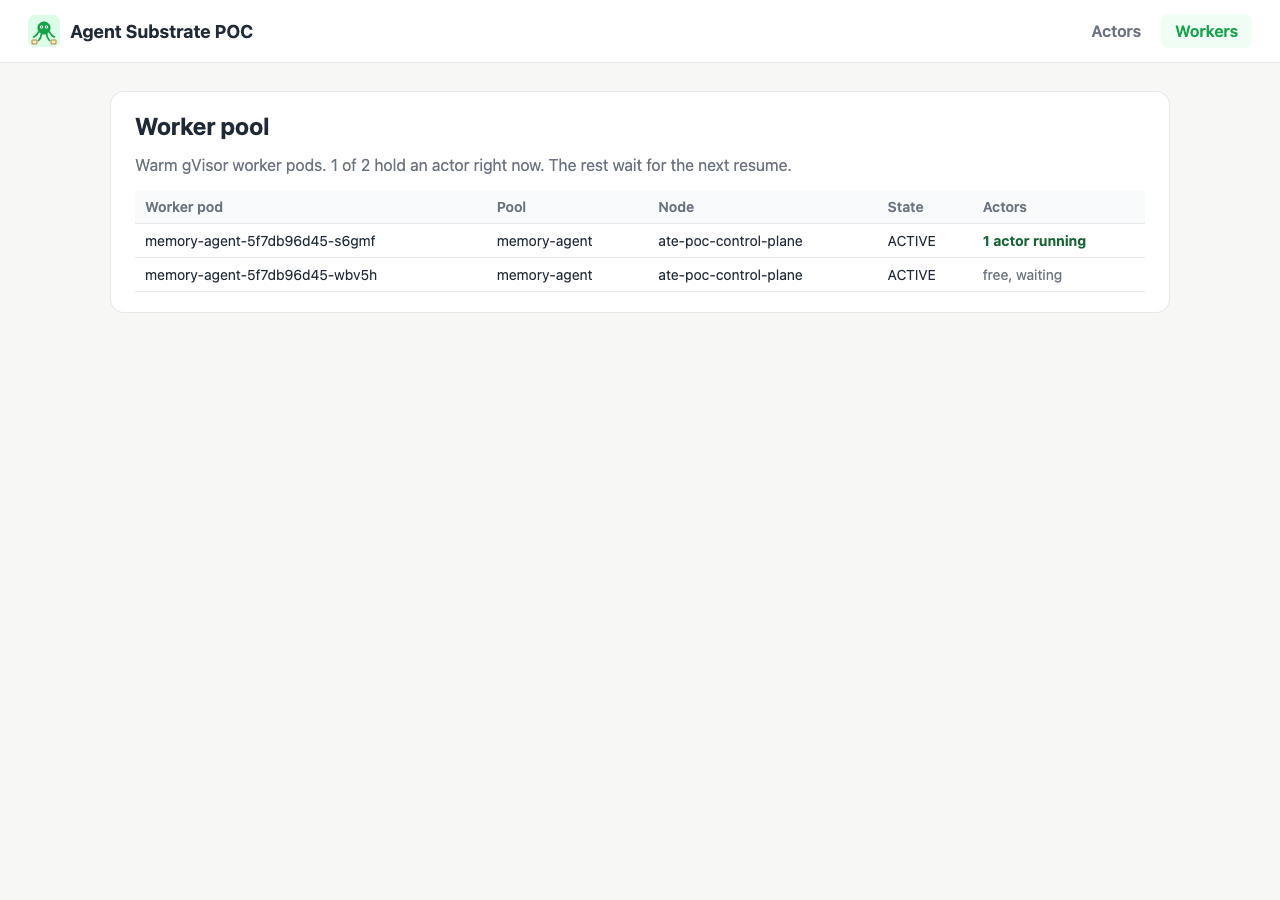 Agent Substrate POC
Actors
Workers
Worker pool
Warm gVisor worker pods. 1 of 2 hold an actor right now. The rest wait for the next resume.
Worker pod Pool Node State Actors
memory-agent-5f7db96d45-s6gmf memory-agent ate-poc-control-plane ACTIVE 1 actor running
memory-agent-5f7db96d45-wbv5h memory-agent ate-poc-control-plane ACTIVE free, waiting